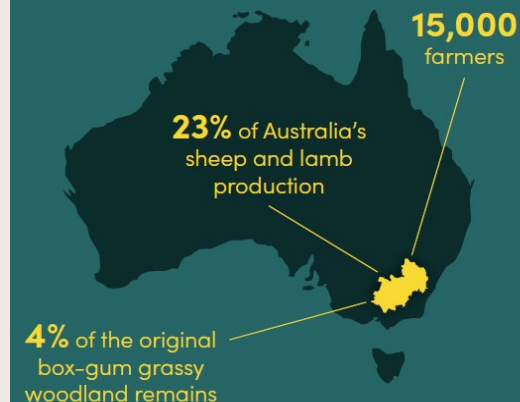 15,000
farmers
23% of Australia's
sheep and lamb
production
4% of the original
box-gum grassy
woodland remains